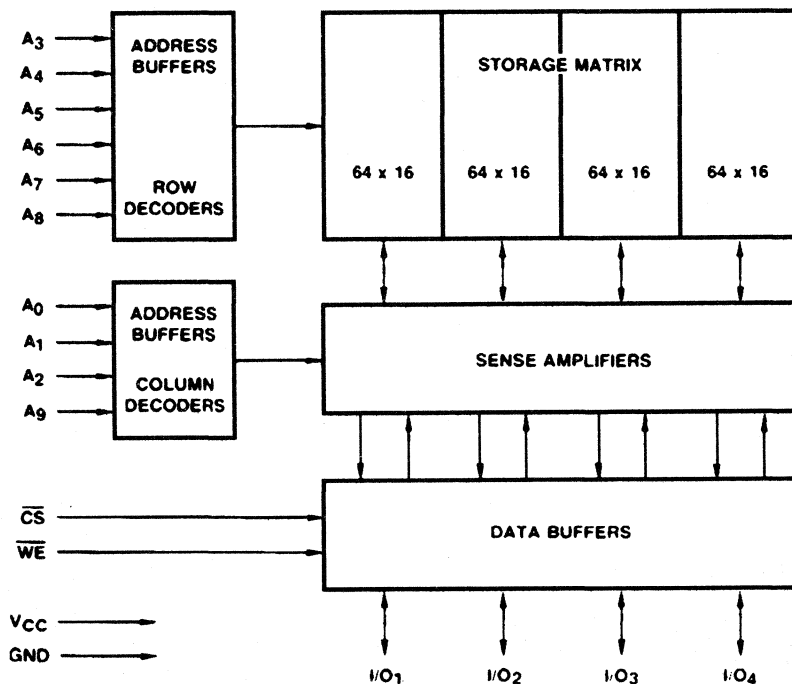 A3
A4
A5
A6
A7
A8
ADDRESS
BUFFERS
ROW
DECODERS
STORAGE MATRIX
64 x 16
64 x 16
64 x 16
64 x 16
A0
A1
A2
A9
ADDRESS
BUFFERS
COLUMN
DECODERS
SENSE AMPLIFIERS
CS
WE
DATA BUFFERS
VCC
GND
I/O1
I/O2
I/O3
I/O4